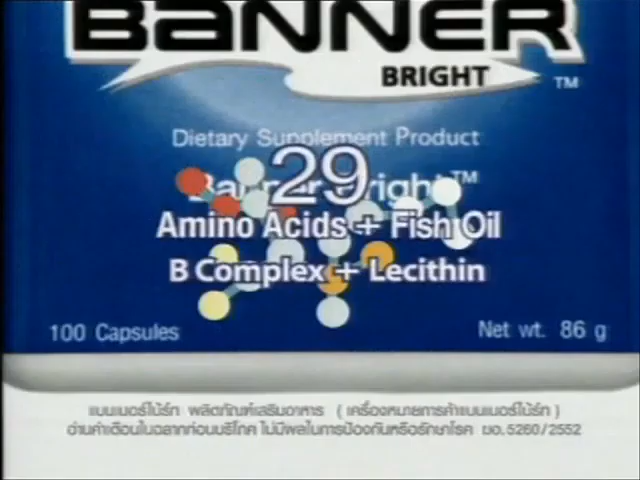 BANNER
BRIGHT ™
Dietary Supplement Product
Banner Bright™
29
Amino Acids + Fish Oil
B Complex + Lecithin
100 Capsules
Net wt. 86 g
แบนเนอร์ไบร์ท ผลิตภัณฑ์เสริมอาหาร ( เครื่องหมายการค้าแบนเนอร์ไบร์ท )
อ่านคำเตือนในฉลากก่อนบริโภค ไม่มีผลในการป้องกันหรือรักษาโรค ฆอ.5260/2552